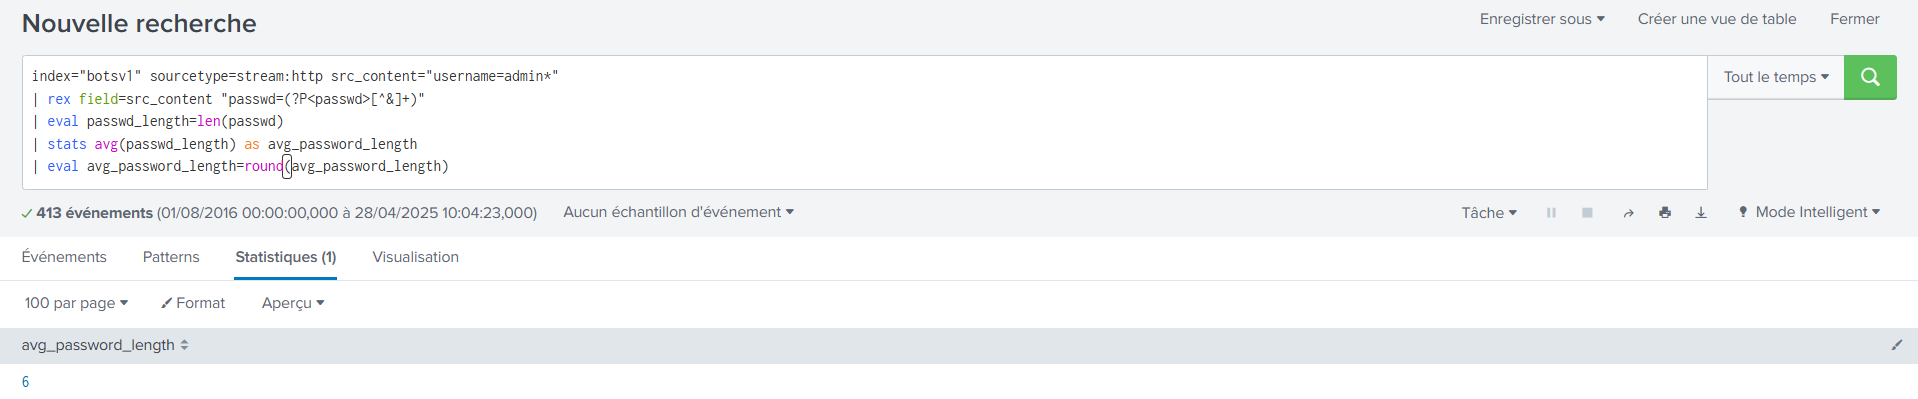 Nouvelle recherche
Enregistrer sous Créer une vue de table Fermer
index="botsv1" sourcetype=stream:http src_content="username=admin*"
| rex field=src_content "passwd=(?P<passwd>[^&]+)"
| eval passwd_length=len(passwd)
| stats avg(passwd_length) as avg_password_length
| eval avg_password_length=round(avg_password_length)
Tout le temps
413 événements (01/08/2016 00:00:00,000 à 28/04/2025 10:04:23,000) Aucun échantillon d'événement Tâche Mode Intelligent
Événements Patterns Statistiques (1) Visualisation
100 par page Format Aperçu
avg_password_length
6